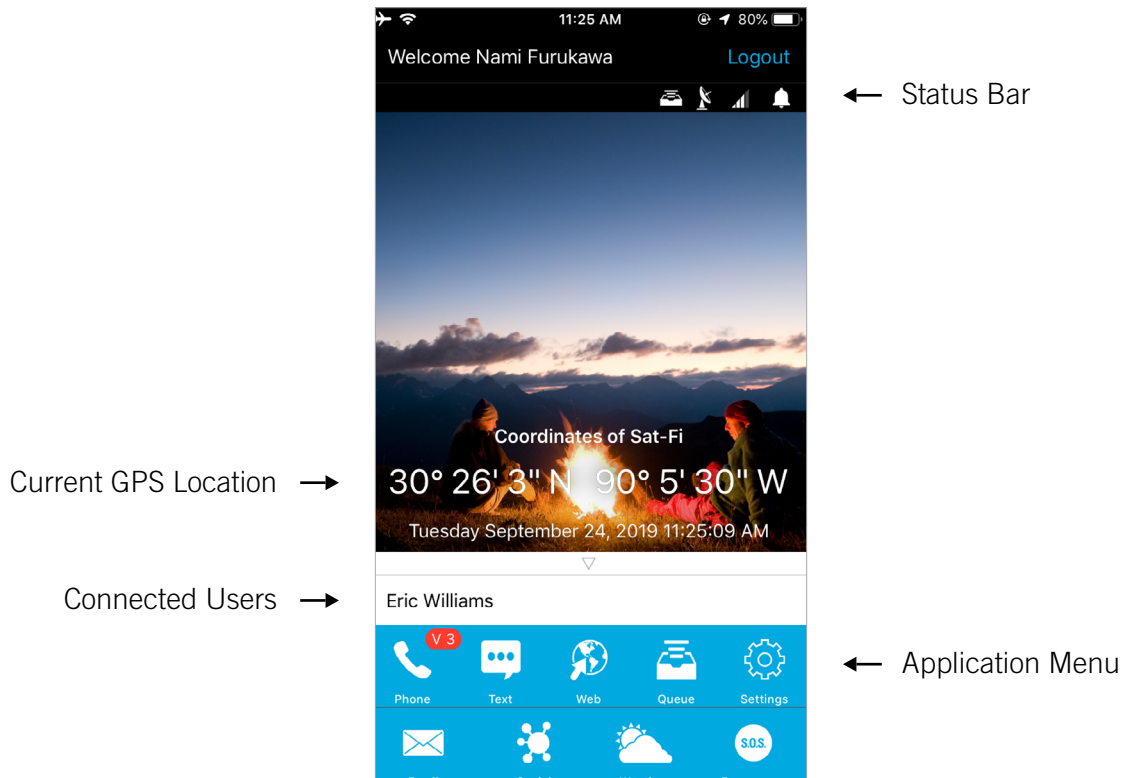 11:25 AM
80%
Welcome Nami Furukawa
Logout
Status Bar
Coordinates of Sat-Fi
Current GPS Location
30° 26' 3" N 90° 5' 30" W
Tuesday September 24, 2019 11:25:09 AM
Connected Users
Eric Williams
V 3
Phone
Text
Web
Queue
Settings
Application Menu
S.O.S.